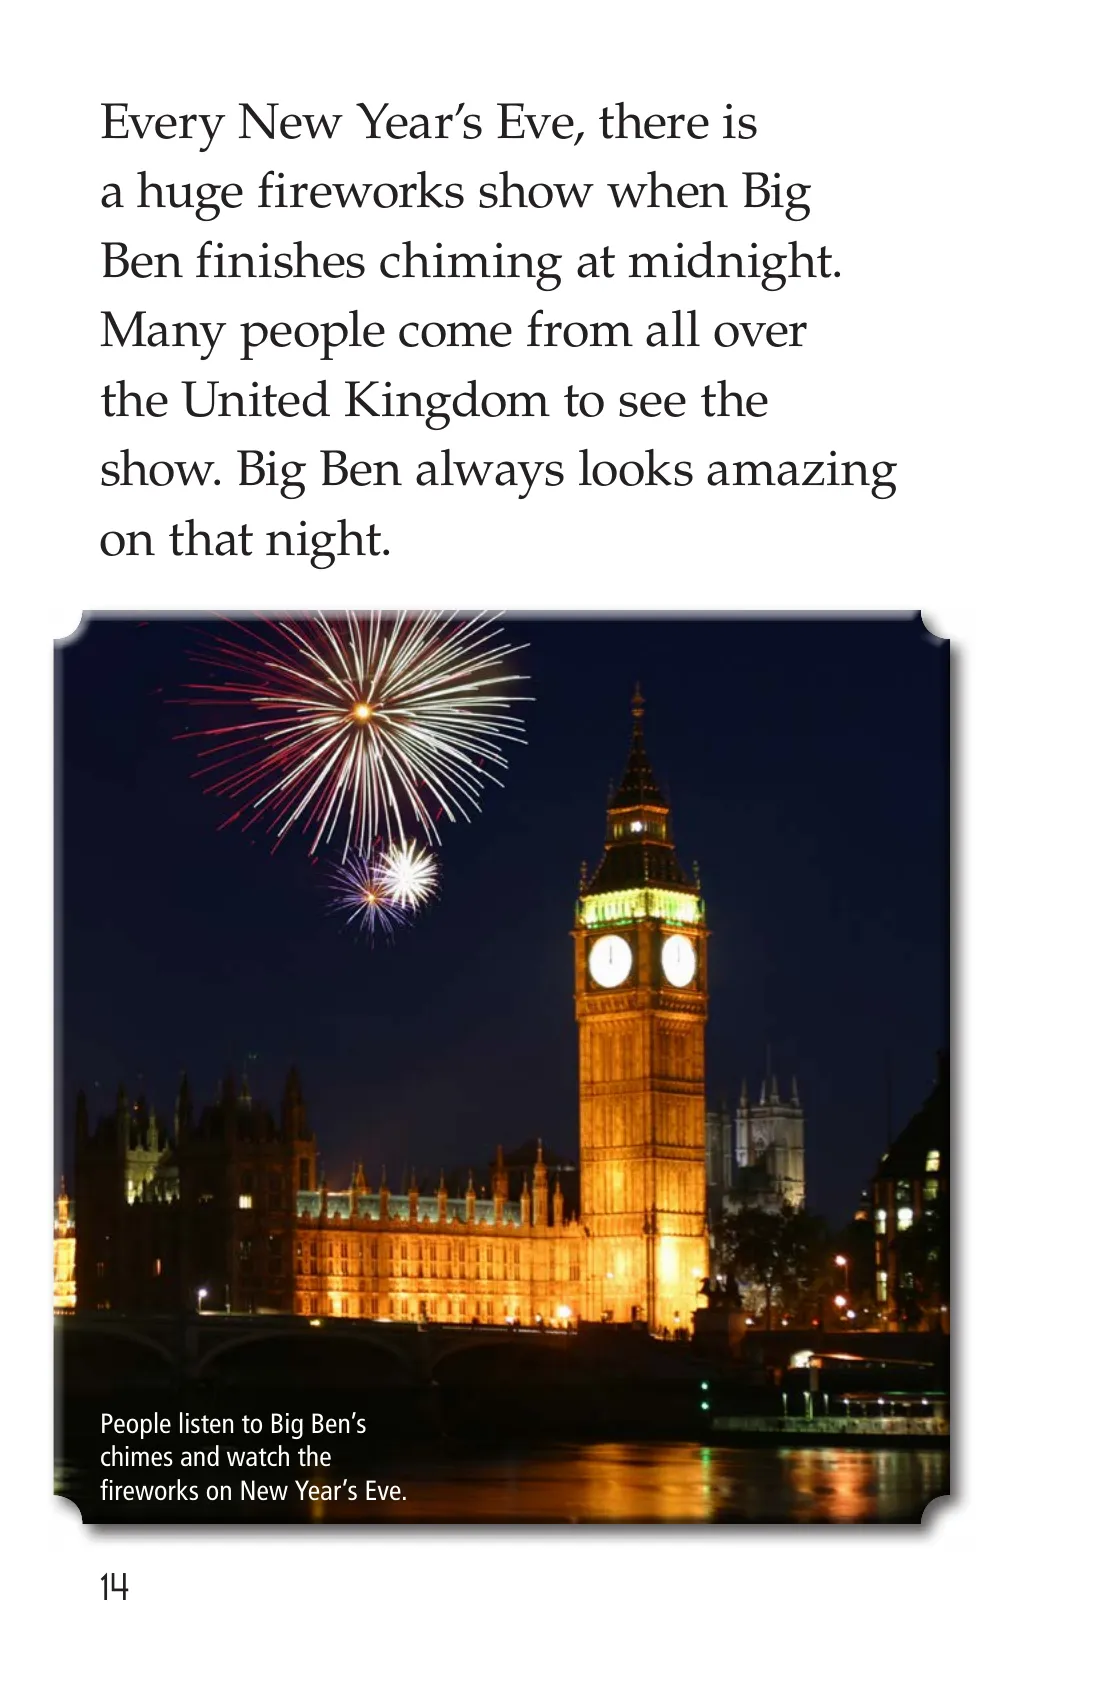 Every New Year’s Eve, there is
a huge fireworks show when Big
Ben finishes chiming at midnight.
Many people come from all over
the United Kingdom to see the
show. Big Ben always looks amazing
on that night.
People listen to Big Ben’s
chimes and watch the
fireworks on New Year’s Eve.
14